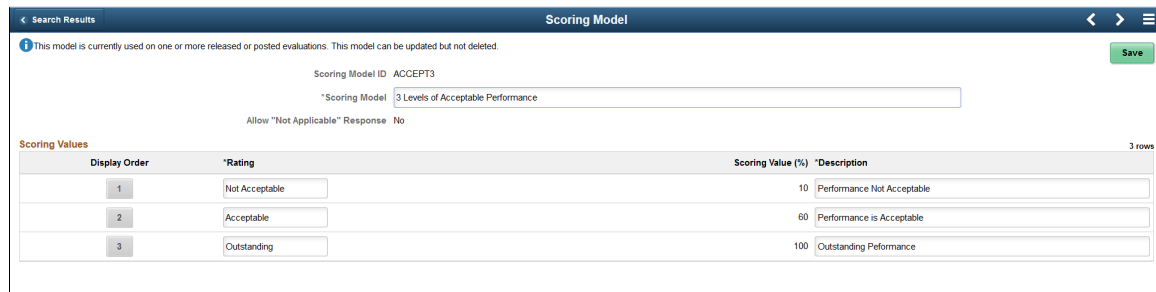 Search Results
Scoring Model
This model is currently used on one or more released or posted evaluations. This model can be updated but not deleted.
Save
Scoring Model ID ACCEPT3
*Scoring Model 3 Levels of Acceptable Performance
Allow "Not Applicable" Response No
Scoring Values
3 rows
Display Order *Rating Scoring Value (%) *Description
1 Not Acceptable 10 Performance Not Acceptable
2 Acceptable 60 Performance is Acceptable
3 Outstanding 100 Outstanding Peformance